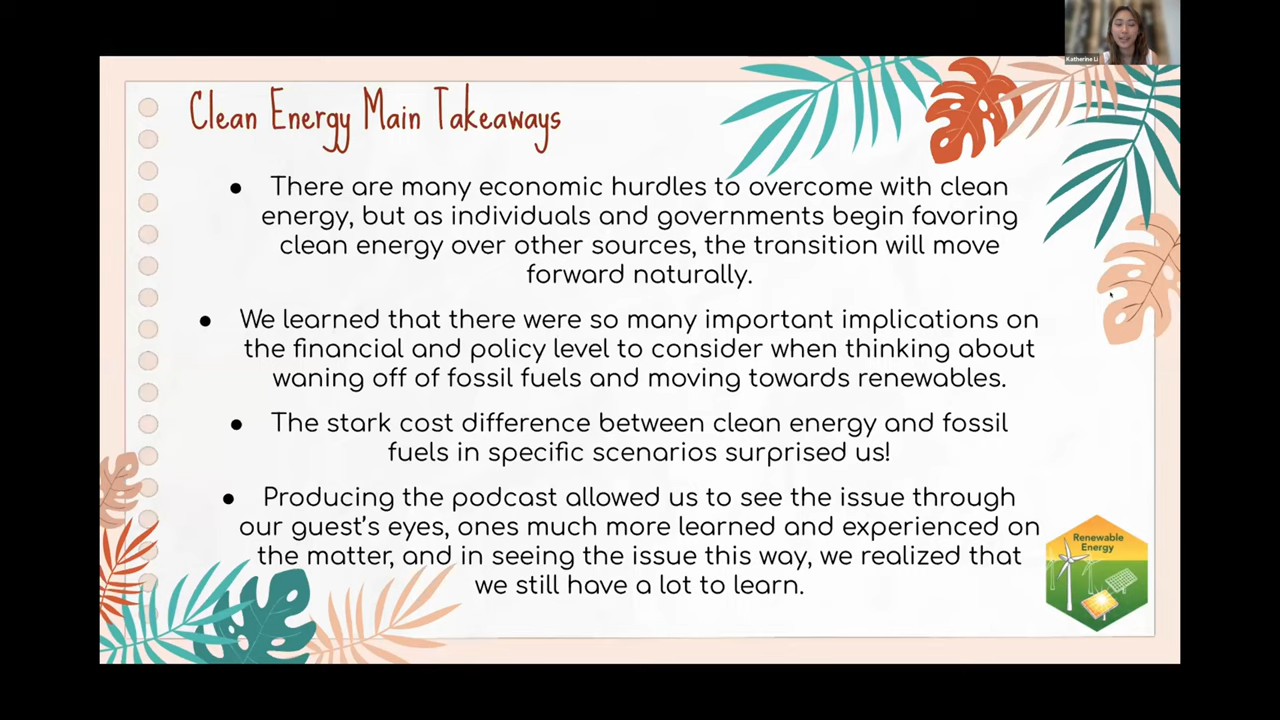 Katherine Li
Clean Energy Main Takeaways
● There are many economic hurdles to overcome with clean
energy, but as individuals and governments begin favoring
clean energy over other sources, the transition will move
forward naturally.
● We learned that there were so many important implications on
the financial and policy level to consider when thinking about
waning off of fossil fuels and moving towards renewables.
● The stark cost difference between clean energy and fossil
fuels in specific scenarios surprised us!
● Producing the podcast allowed us to see the issue through
our guest's eyes, ones much more learned and experienced on
the matter, and in seeing the issue this way, we realized that
we still have a lot to learn.
Renewable
Energy